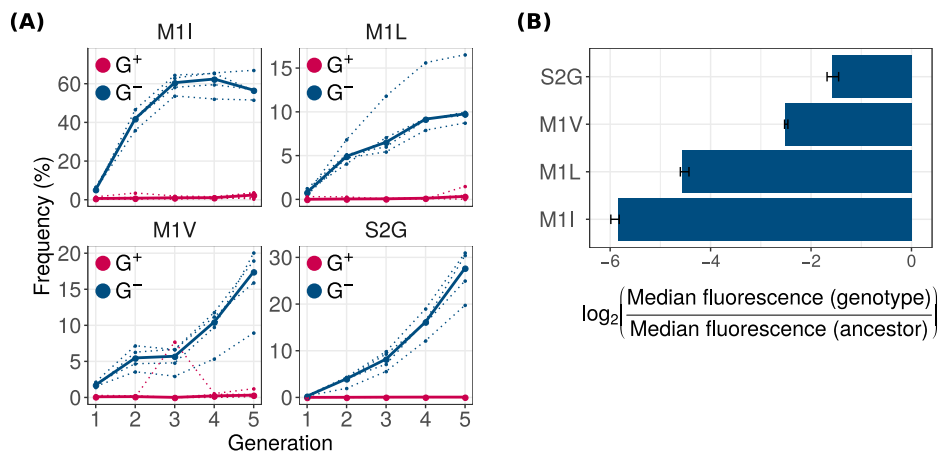 (A)
M1I
M1L
G+
G−
G+
G−
60
40
20
0
15
10
5
0
Frequency (%)
M1V
S2G
G+
G−
G+
G−
20
15
10
5
0
30
20
10
0
1 2 3 4 5
1 2 3 4 5
Generation
(B)
S2G
M1V
M1L
M1I
−6 −4 −2 0
log2(Median fluorescence (genotype)
Median fluorescence (ancestor))